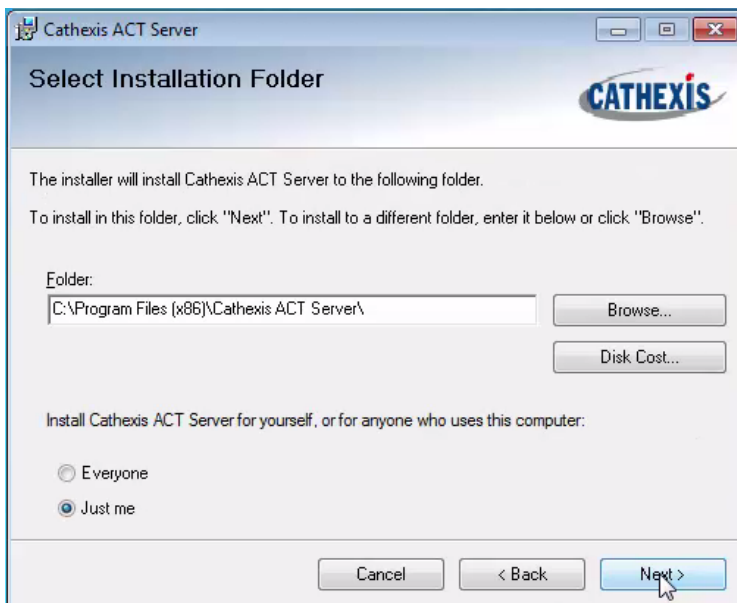 Cathexis ACT Server
Select Installation Folder
CATHEXIS
The installer will install Cathexis ACT Server to the following folder.
To install in this folder, click "Next". To install to a different folder, enter it below or click "Browse".
Folder:
C:\Program Files (x86)\Cathexis ACT Server\
Browse...
Disk Cost...
Install Cathexis ACT Server for yourself, or for anyone who uses this computer:
Everyone
Just me
Cancel
< Back
Next >